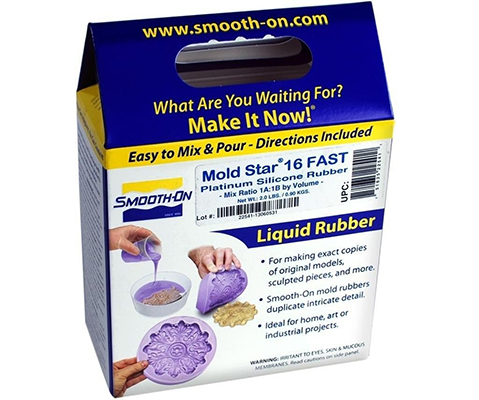 www.smooth-on.com
What Are You Waiting For?
Make It Now!®
Easy to Mix & Pour - Directions Included
Mold Star® 16 FAST
Platinum Silicone Rubber
- Mix Ratio 1A:1B by Volume -
Net Wt.: 2.0 LBS. / 0.90 KGS.
UPC:
SMOOTH-ON
Lot #:
22541-13060531
Liquid Rubber
• For making exact copies
of original models,
sculpted pieces, and more.
• Smooth-On mold rubbers
duplicate intricate detail.
• Ideal for home, art or
industrial projects.
WARNING: IRRITANT TO EYES, SKIN & MUCOUS
MEMBRANES. Read cautions on side panel.